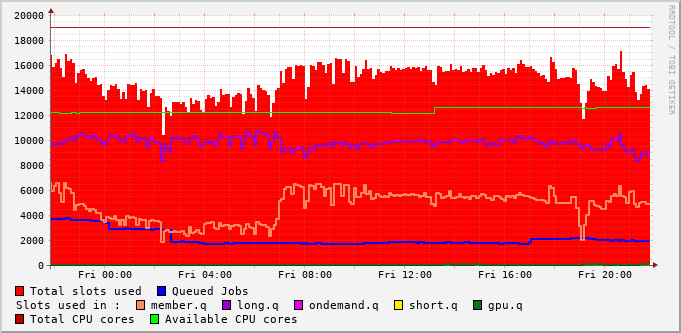 RRDTOOL / TOBI OETIKER
20000
18000
16000
14000
12000
10000
8000
6000
4000
2000
0
Fri 00:00 Fri 04:00 Fri 08:00 Fri 12:00 Fri 16:00 Fri 20:00
Total slots used Queued Jobs
Slots used in : member.q long.q ondemand.q short.q gpu.q
Total CPU cores Available CPU cores